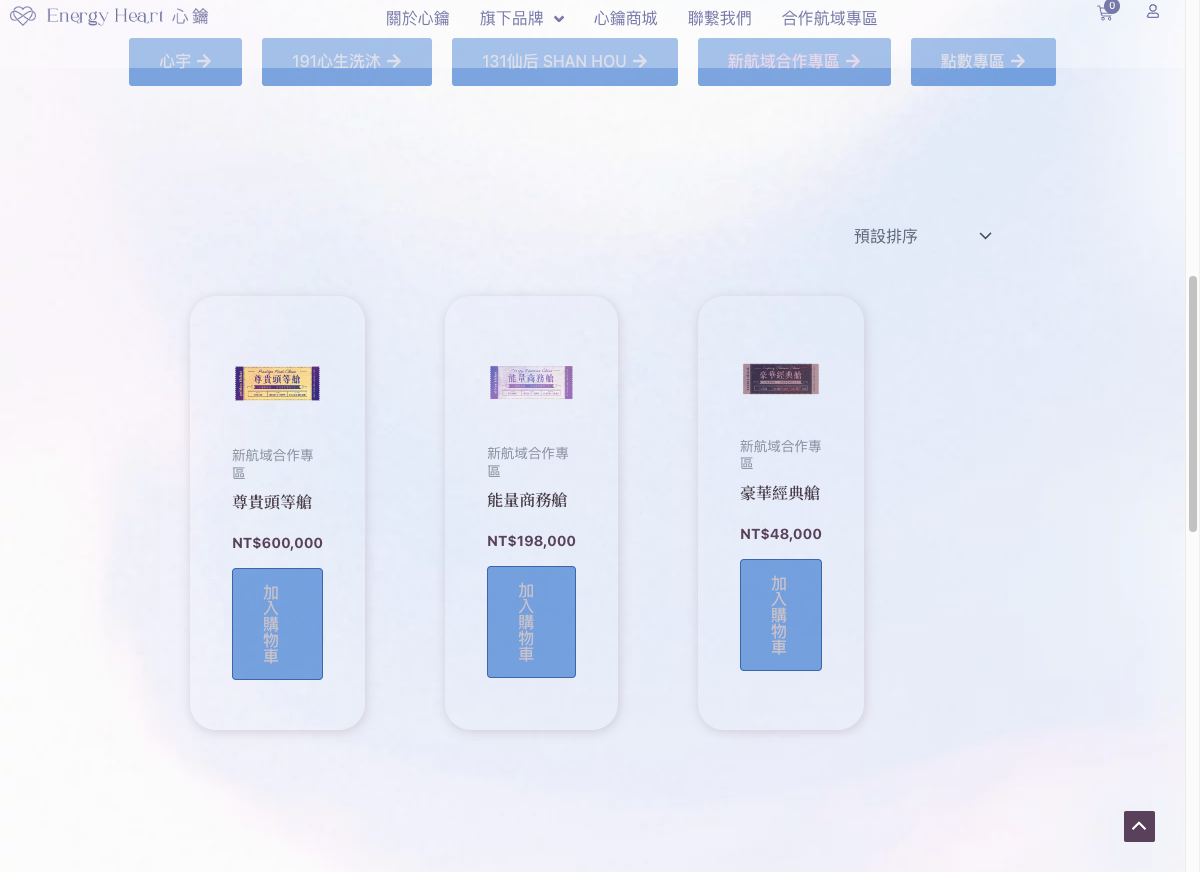 Energy Heart 心鑰
關於心鑰
旗下品牌
心鑰商城
聯繫我們
合作航域專區
0
心宇
191心生洗沐
131仙后 SHAN HOU
新航域合作專區
點數專區
預設排序
尊貴頭等艙
新航域合作專
區
尊貴頭等艙
NT$600,000
加
入
購
物
車
能量商務艙
新航域合作專
區
能量商務艙
NT$198,000
加
入
購
物
車
豪華經典艙
新航域合作專
區
豪華經典艙
NT$48,000
加
入
購
物
車